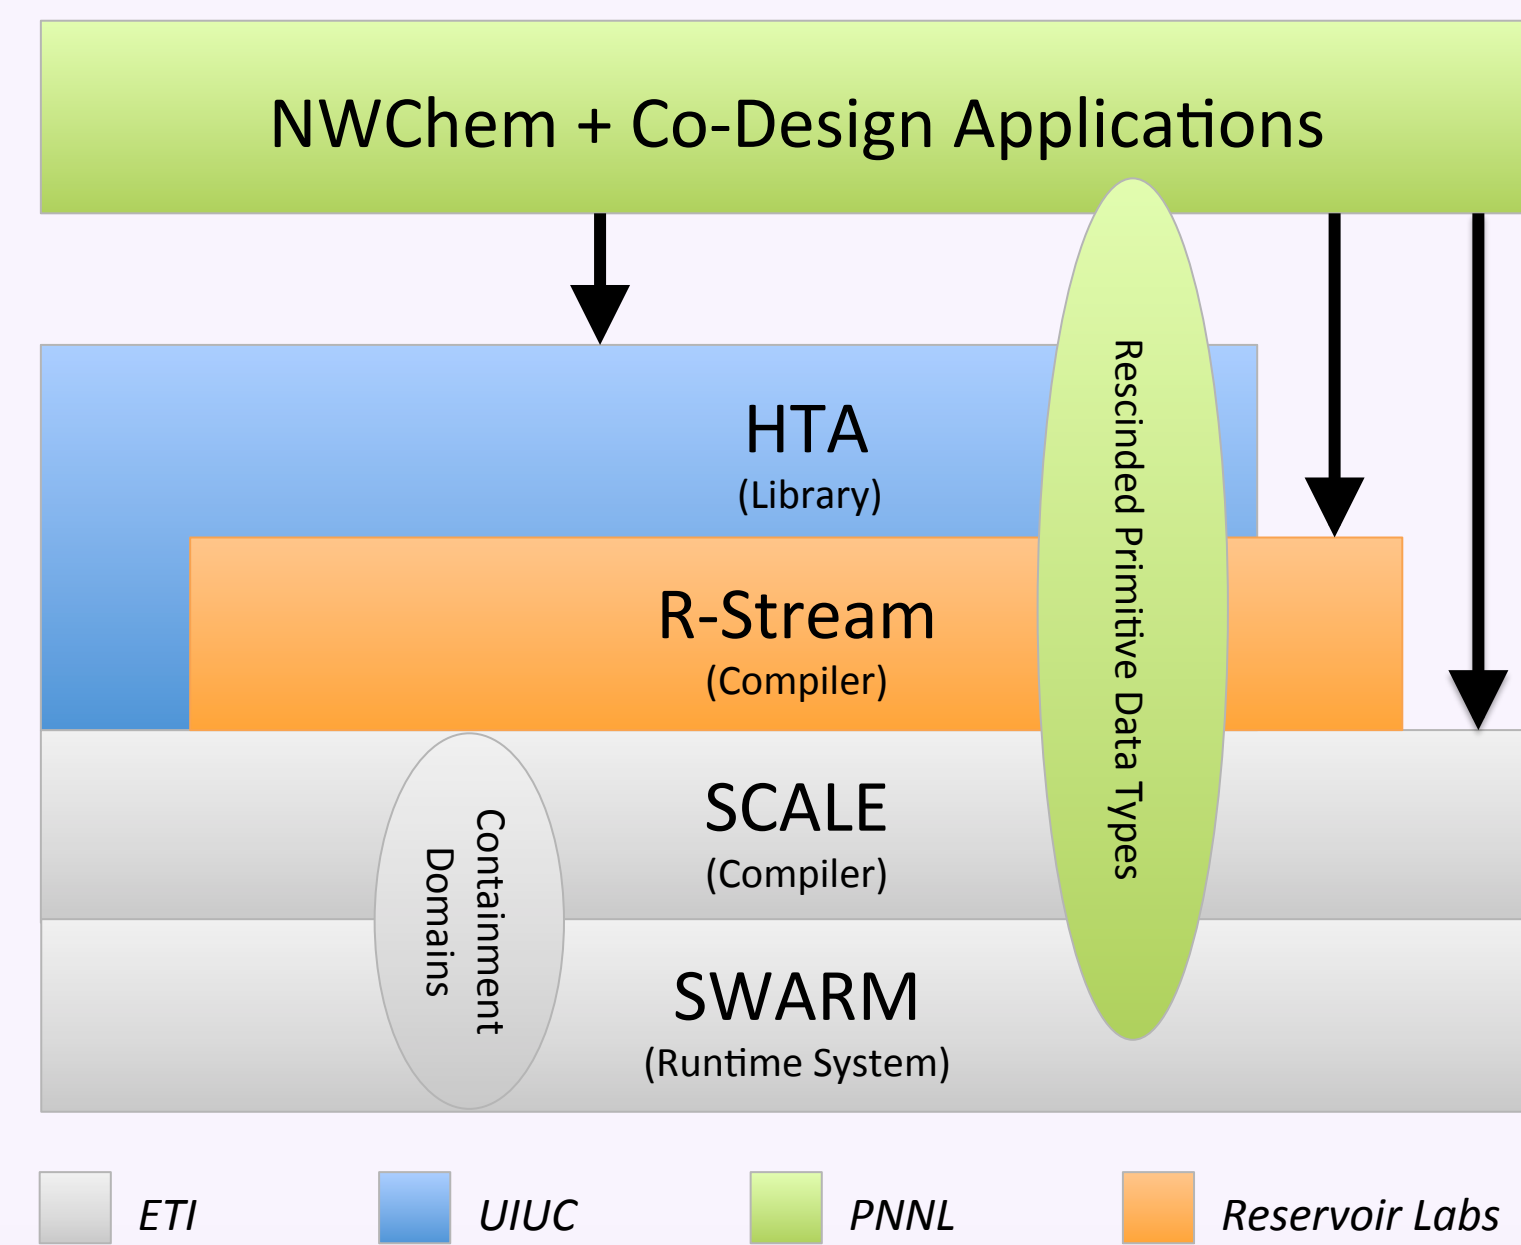 NWChem + Co-Design Applications
HTA
(Library)
Rescinded Primitive Data Types
R-Stream
(Compiler)
SCALE
(Compiler)
Containment
Domains
SWARM
(Runtime System)
ETI
UIUC
PNNL
Reservoir Labs